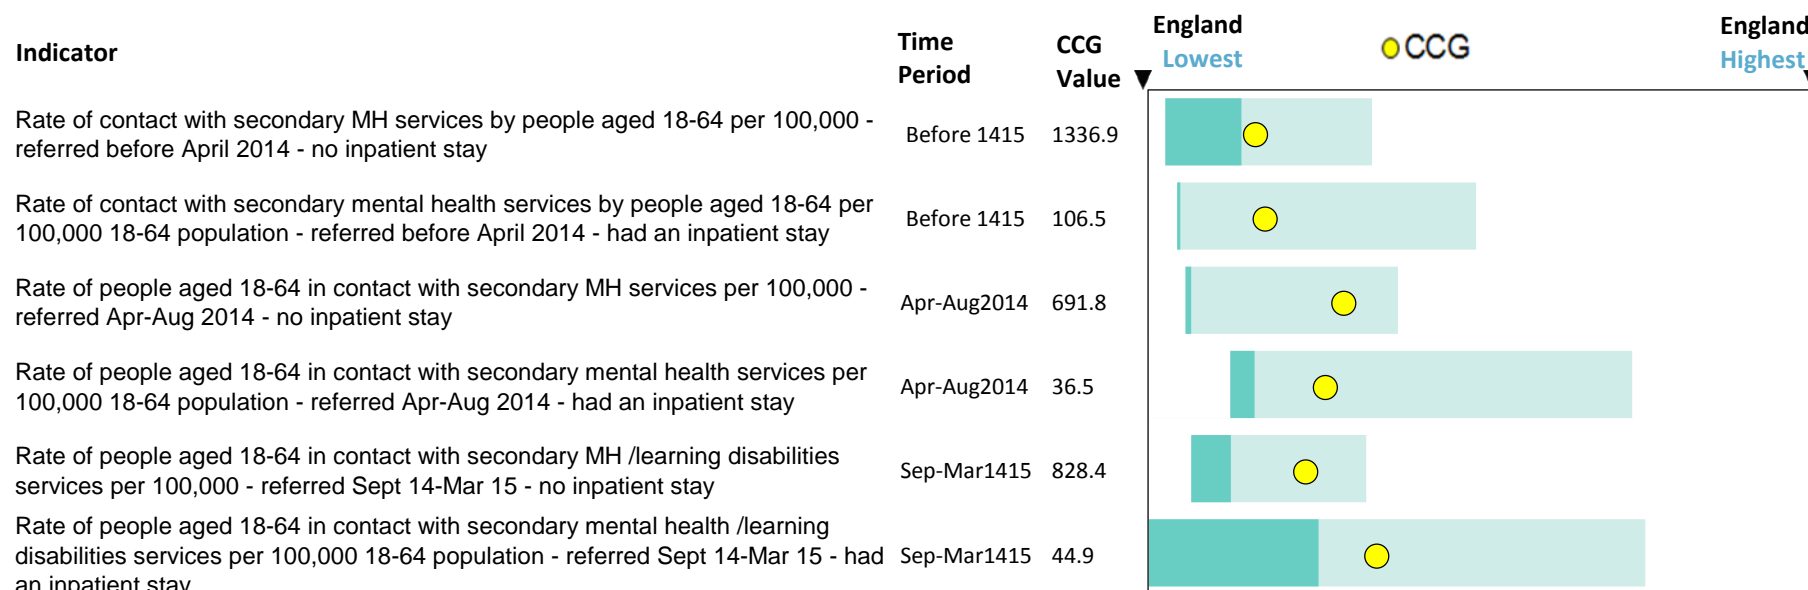 Indicator
Time Period
CCG Value
England Lowest
CCG
England Highest
Rate of contact with secondary MH services by people aged 18-64 per 100,000 -
referred before April 2014 - no inpatient stay
Before 1415 1336.9
Rate of contact with secondary mental health services by people aged 18-64 per
100,000 18-64 population - referred before April 2014 - had an inpatient stay
Before 1415 106.5
Rate of people aged 18-64 in contact with secondary MH services per 100,000 -
referred Apr-Aug 2014 - no inpatient stay
Apr-Aug2014 691.8
Rate of people aged 18-64 in contact with secondary mental health services per
100,000 18-64 population - referred Apr-Aug 2014 - had an inpatient stay
Apr-Aug2014 36.5
Rate of people aged 18-64 in contact with secondary MH /learning disabilities
services per 100,000 - referred Sept 14-Mar 15 - no inpatient stay
Sep-Mar1415 828.4
Rate of people aged 18-64 in contact with secondary mental health /learning
disabilities services per 100,000 18-64 population - referred Sept 14-Mar 15 - had
an inpatient stay
Sep-Mar1415 44.9